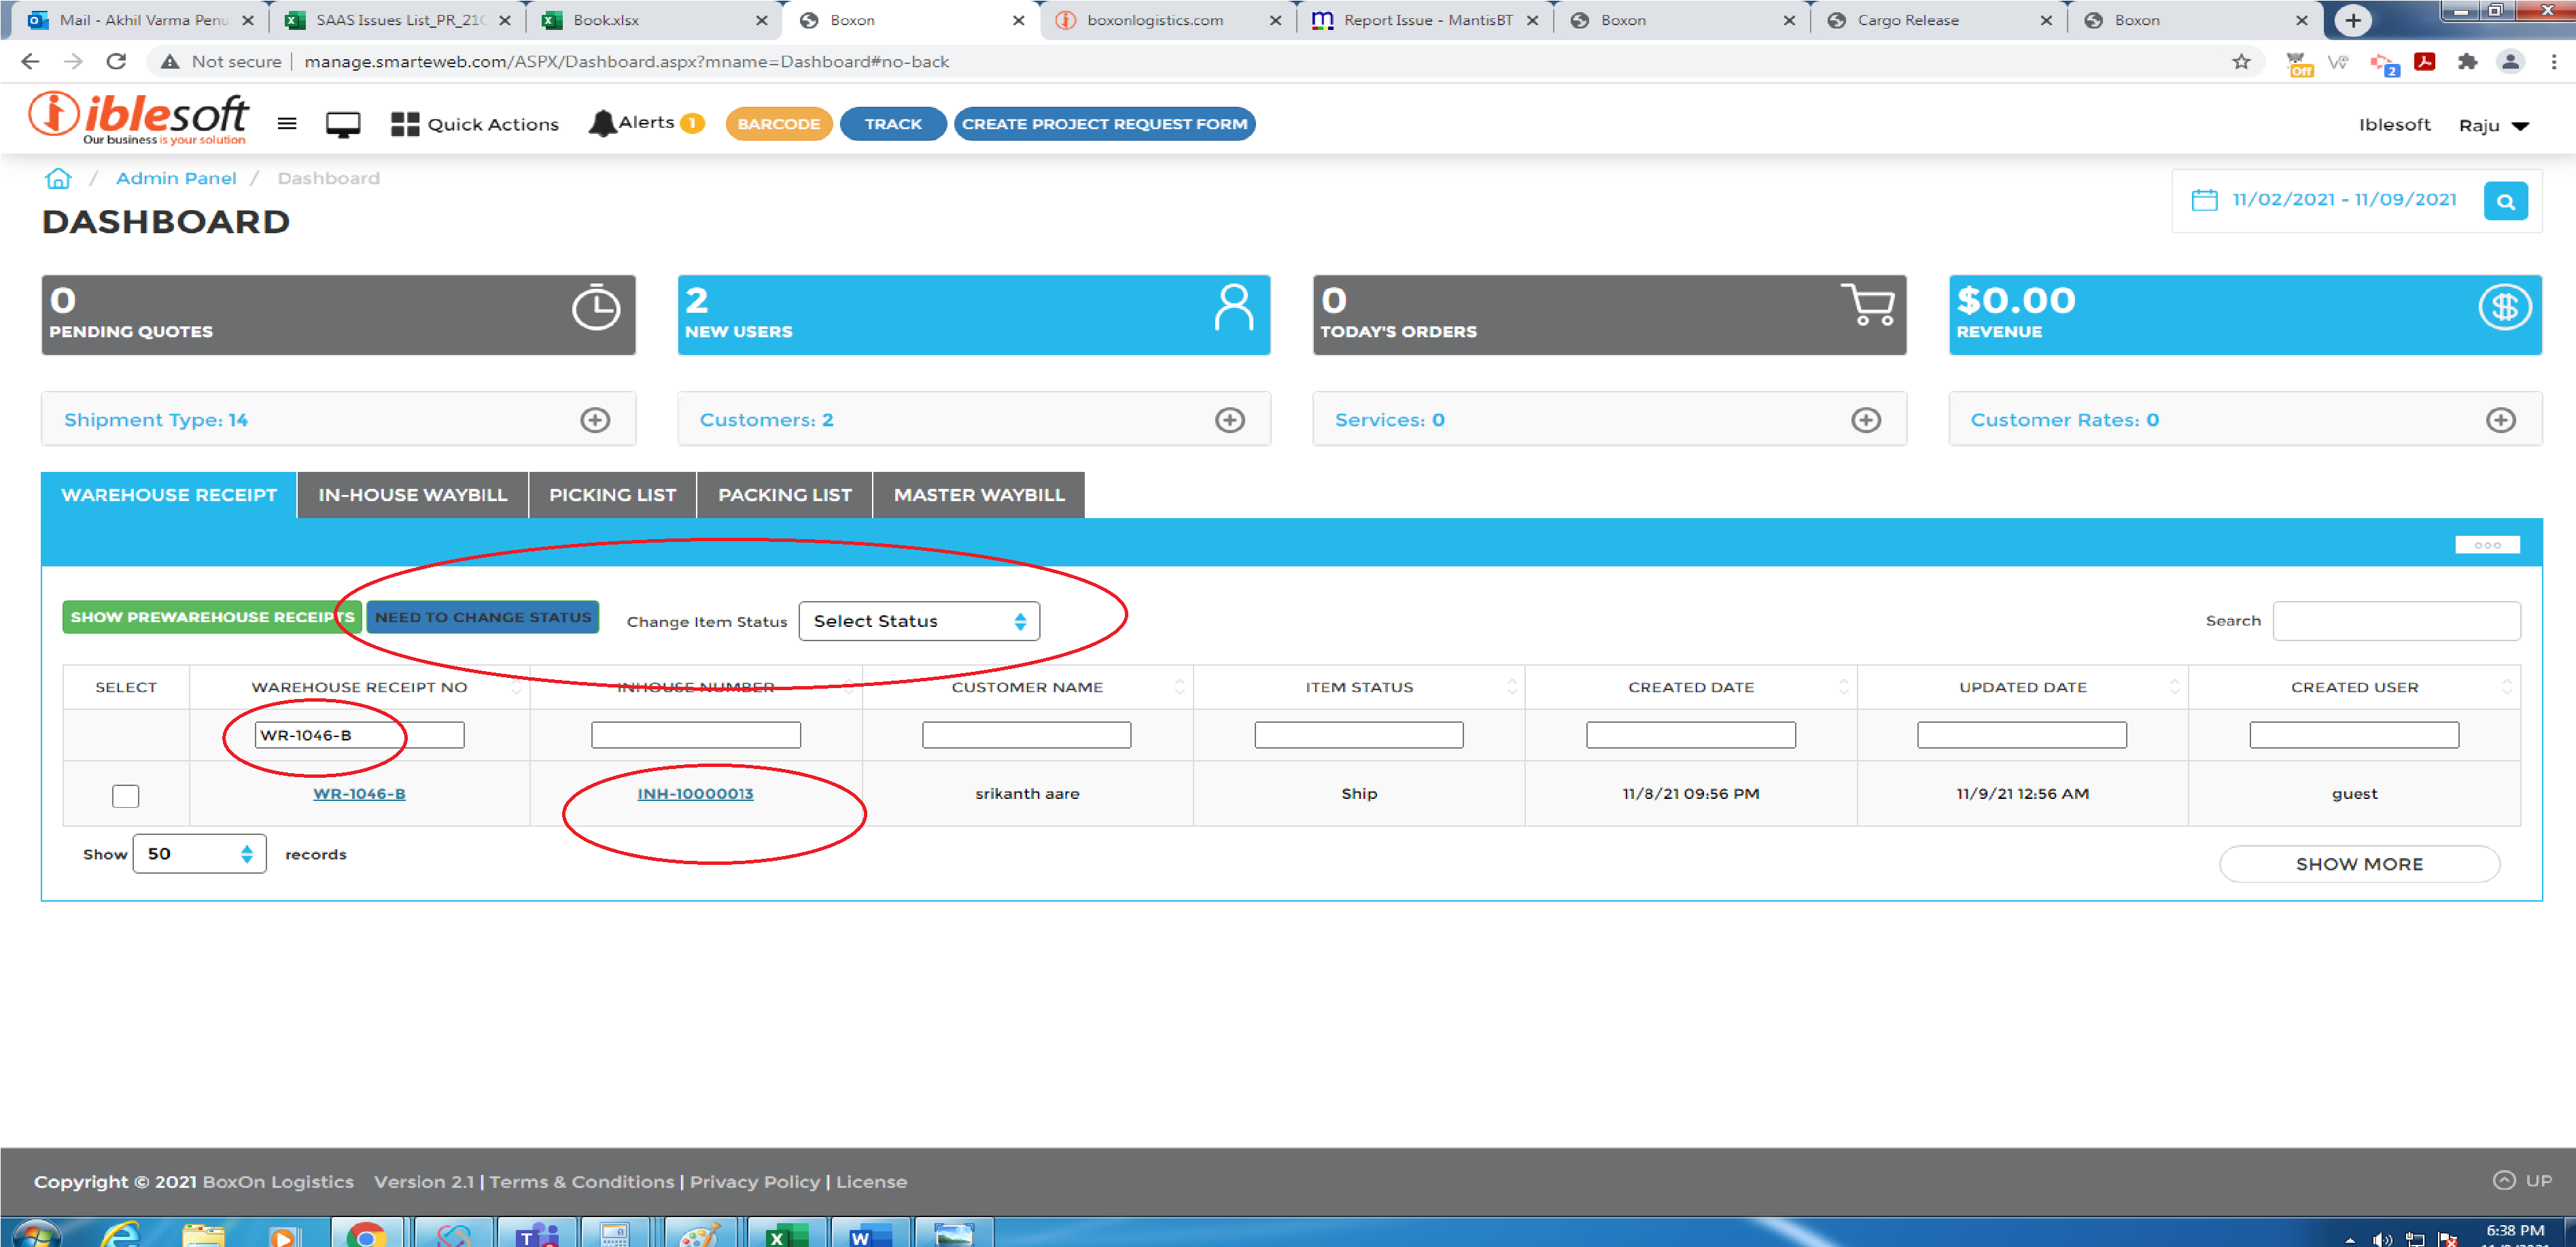 Mail - Akhil Varma Penu SAAS Issues List_PR_21 Book.xlsx Boxon boxonlogistics.com Report Issue - MantisBT Boxon Cargo Release Boxon
Not secure | manage.smarteweb.com/ASPX/Dashboard.aspx?mname=Dashboard#no-back Off 2
iblesoft Our business is your solution Quick Actions Alerts 1 BARCODE TRACK CREATE PROJECT REQUEST FORM Iblesoft Raju
/ Admin Panel / Dashboard
DASHBOARD
11/02/2021 - 11/09/2021
0 2 0 $0.00
PENDING QUOTES NEW USERS TODAY'S ORDERS REVENUE
Shipment Type: 14 Customers: 2 Services: 0 Customer Rates: 0
WAREHOUSE RECEIPT IN-HOUSE WAYBILL PICKING LIST PACKING LIST MASTER WAYBILL
SHOW PREWAREHOUSE RECEIPTS NEED TO CHANGE STATUS Change Item Status Select Status Search
SELECT WAREHOUSE RECEIPT NO INHOUSE NUMBER CUSTOMER NAME ITEM STATUS CREATED DATE UPDATED DATE CREATED USER
WR-1046-B
WR-1046-B INH-10000013 srikanth aare Ship 11/8/21 09:56 PM 11/9/21 12:56 AM guest
Show 50 records SHOW MORE
Copyright © 2021 BoxOn Logistics Version 2.1 | Terms & Conditions | Privacy Policy | License UP
6:38 PM